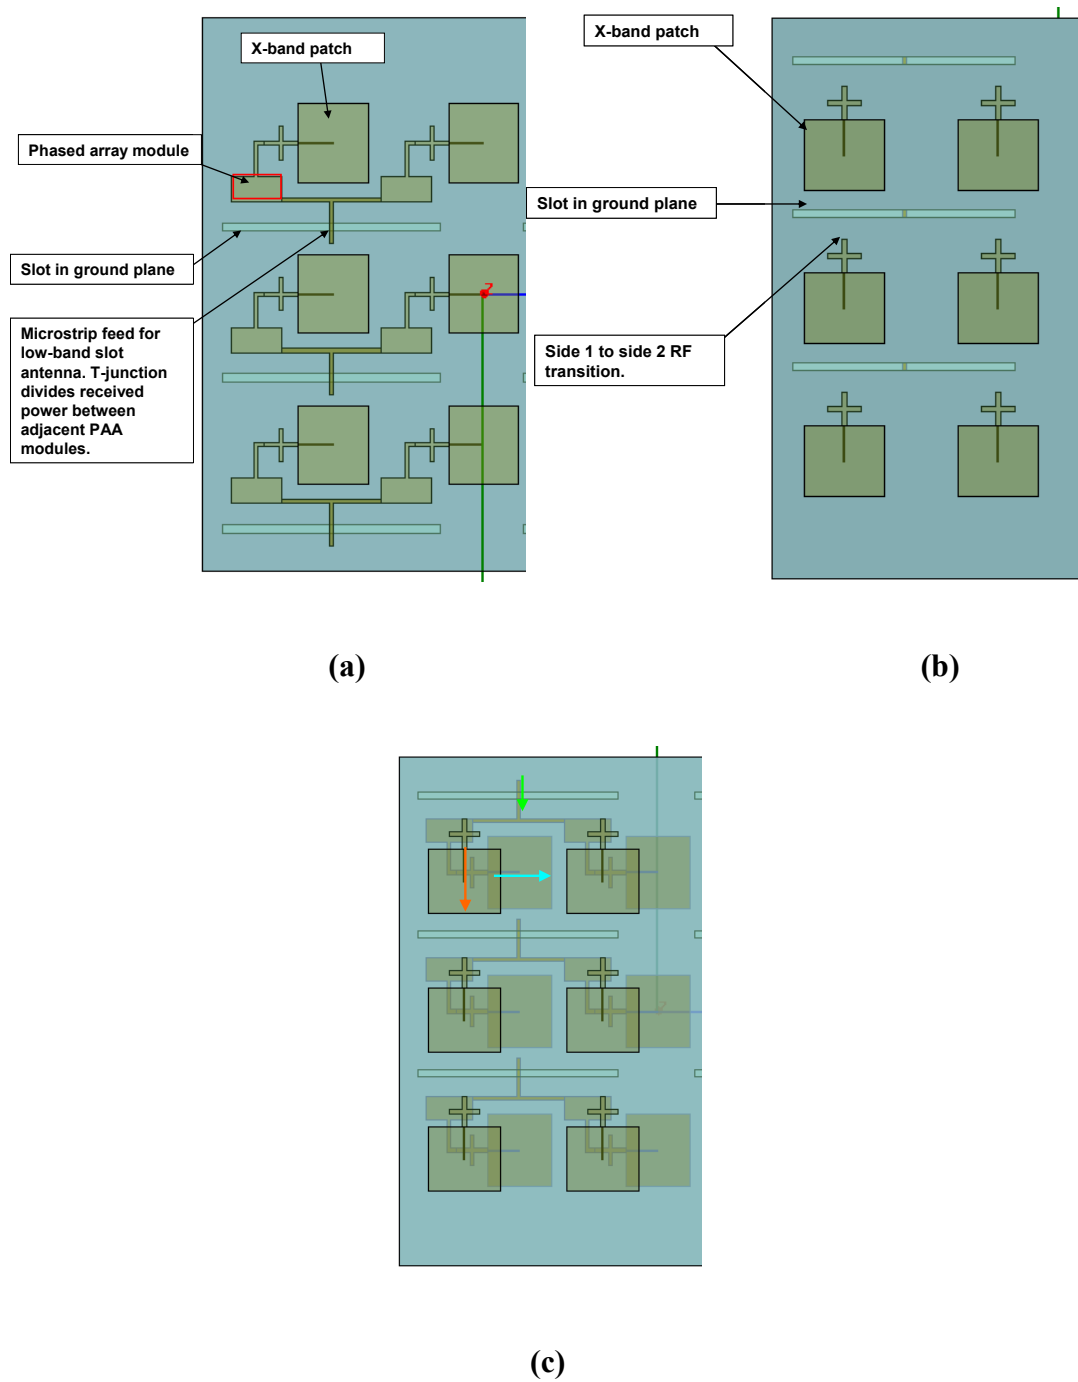 X-band patch
Phased array module
Slot in ground plane
Microstrip feed for
low-band slot
antenna. T-junction
divides received
power between
adjacent PAA
modules.
(a)
X-band patch
Slot in ground plane
Side 1 to side 2 RF
transition.
(b)
(c)